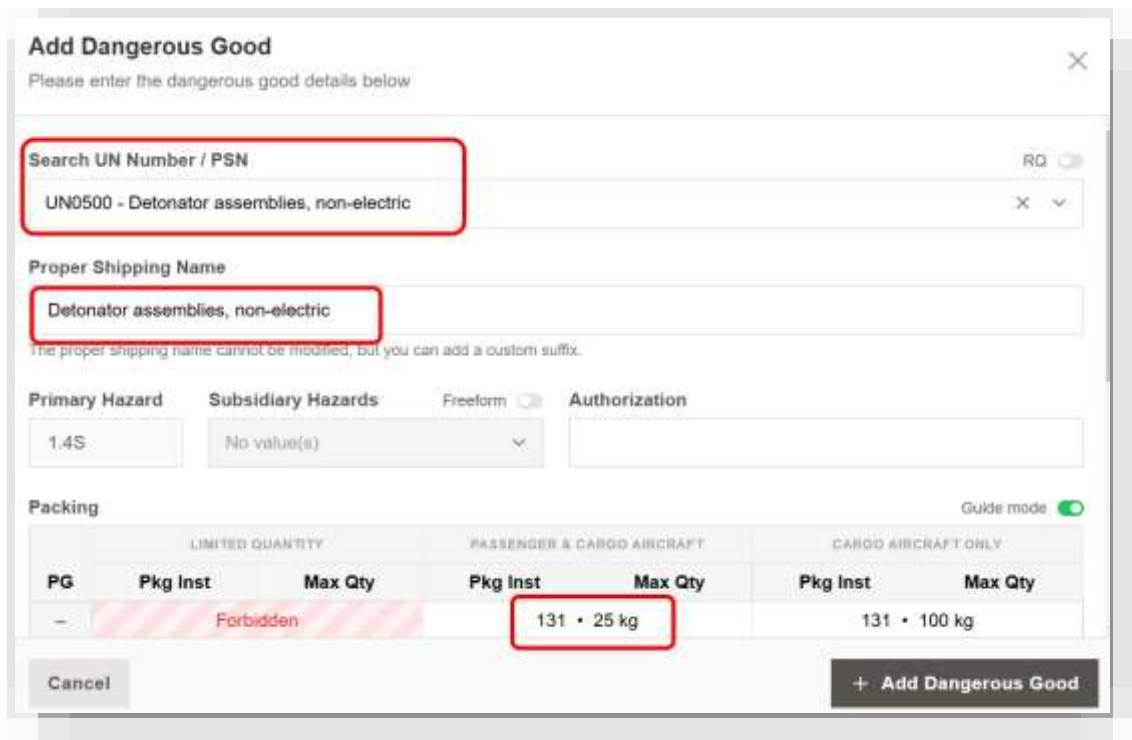 Add Dangerous Good
Please enter the dangerous good details below
Search UN Number / PSN
RQ
UN0500 - Detonator assemblies, non-electric
Proper Shipping Name
Detonator assemblies, non-electric
The proper shipping name cannot be modified, but you can add a custom suffix.
Primary Hazard Subsidiary Hazards Freeform Authorization
1.4S No value(s)
Packing Guide mode
LIMITED QUANTITY PASSENGER & CARGO AIRCRAFT CARGO AIRCRAFT ONLY
PG Pkg Inst Max Qty Pkg Inst Max Qty Pkg Inst Max Qty
– Forbidden 131 • 25 kg 131 • 100 kg
Cancel + Add Dangerous Good